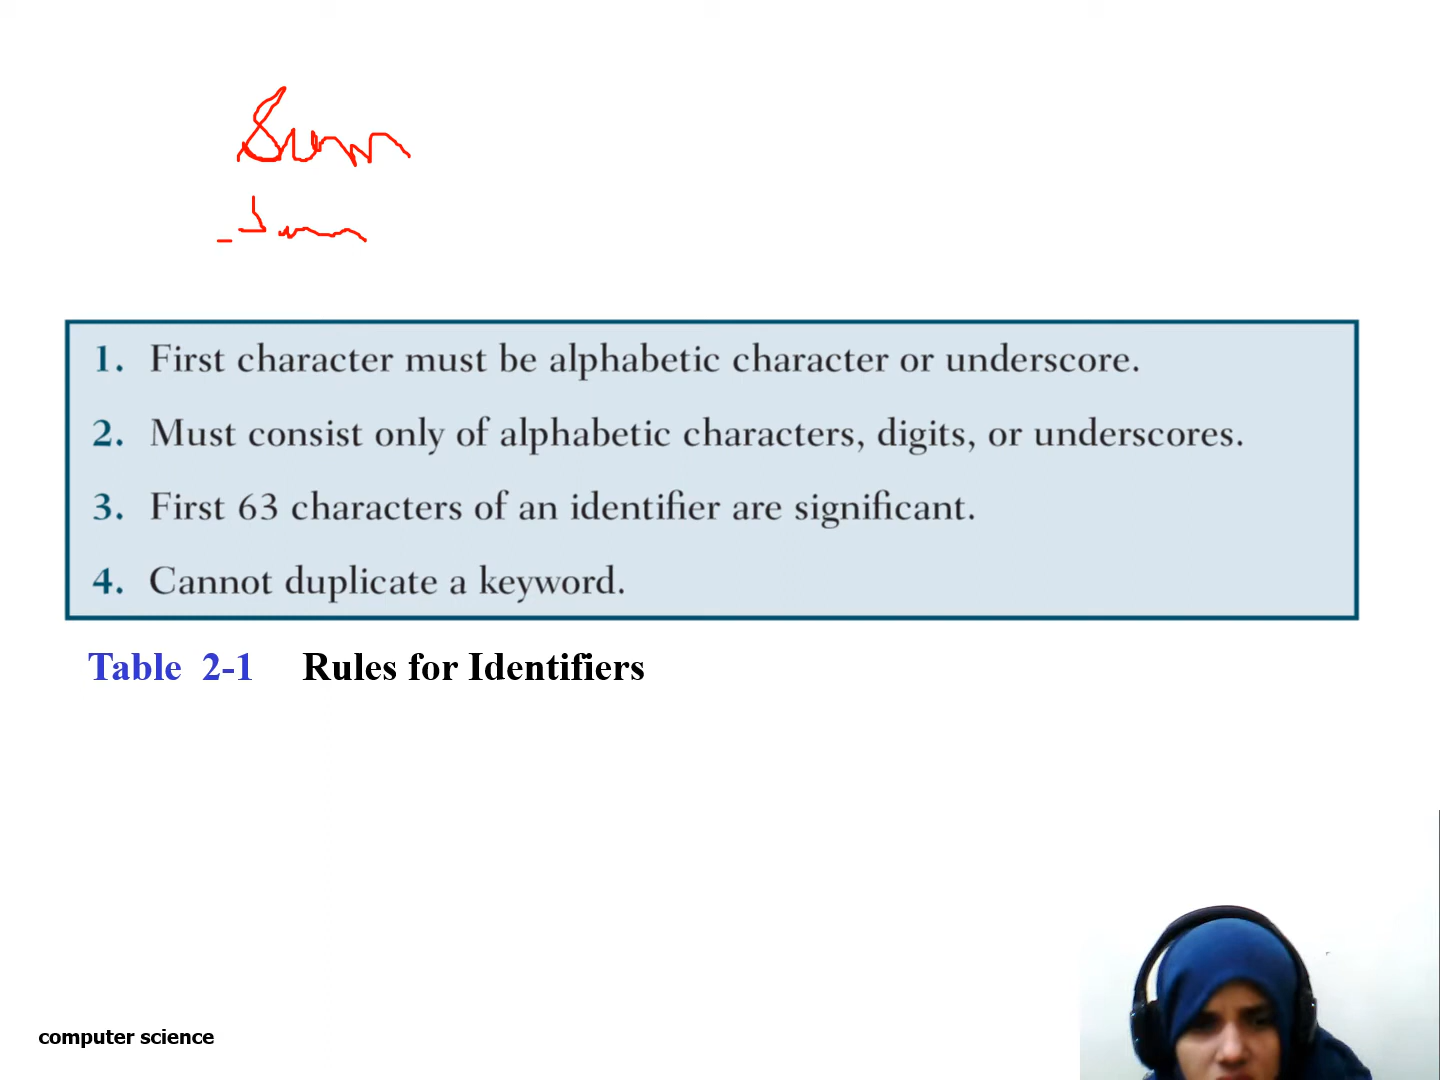 Sum
_Sum
1. First character must be alphabetic character or underscore.
2. Must consist only of alphabetic characters, digits, or underscores.
3. First 63 characters of an identifier are significant.
4. Cannot duplicate a keyword.
Table 2-1 Rules for Identifiers
computer science